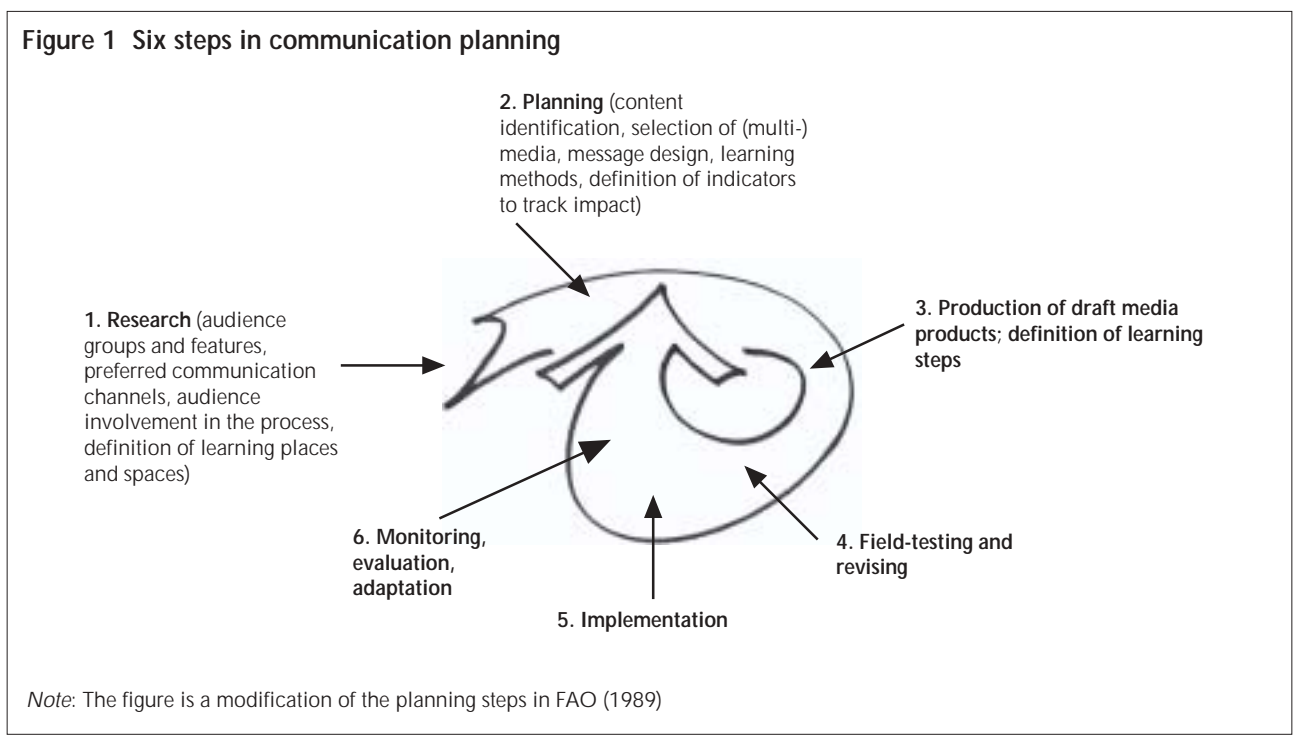 Figure 1 Six steps in communication planning
2. Planning (content
identification, selection of (multi-)
media, message design, learning
methods, definition of indicators
to track impact)
1. Research (audience
groups and features,
preferred communication
channels, audience
involvement in the process,
definition of learning places
and spaces)
3. Production of draft media
products; definition of learning
steps
4. Field-testing and
revising
5. Implementation
6. Monitoring,
evaluation,
adaptation
Note: The figure is a modification of the planning steps in FAO (1989)